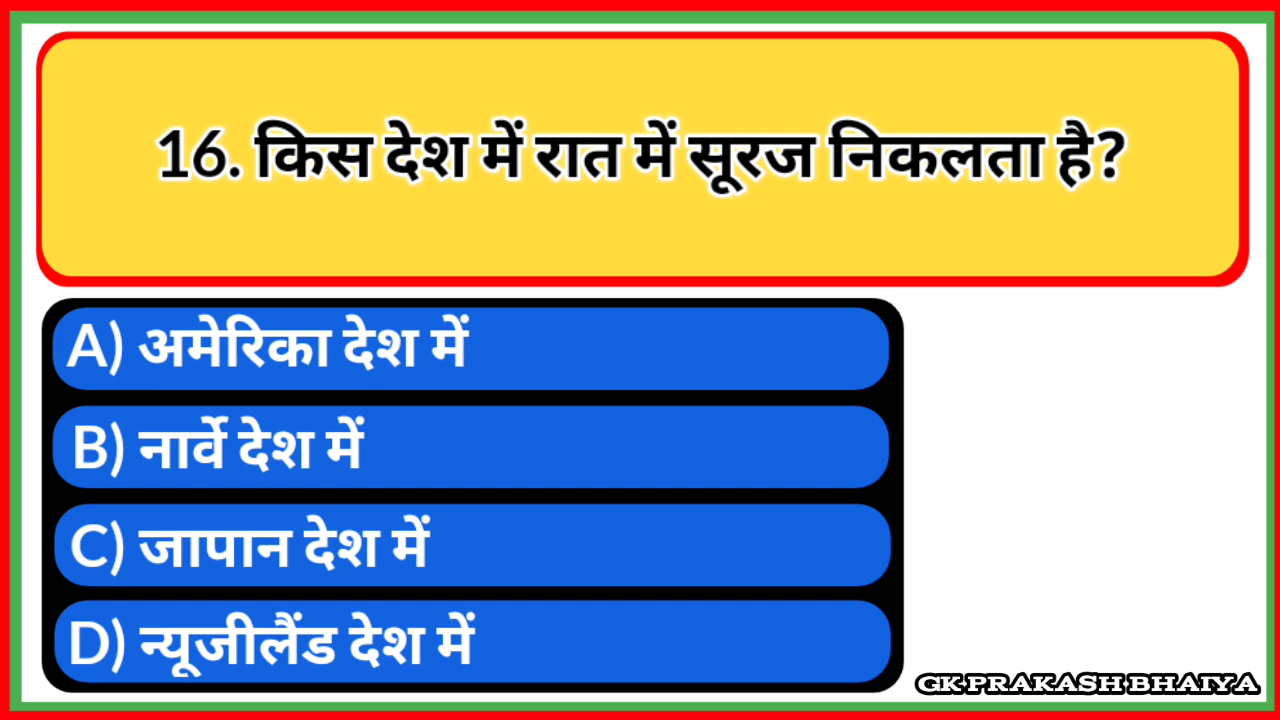 16. किस देश में रात में सूरज निकलता है?
A) अमेरिका देश में
B) नार्वे देश में
C) जापान देश में
D) न्यूजीलैंड देश में
GK PRAKASH BHAIYA